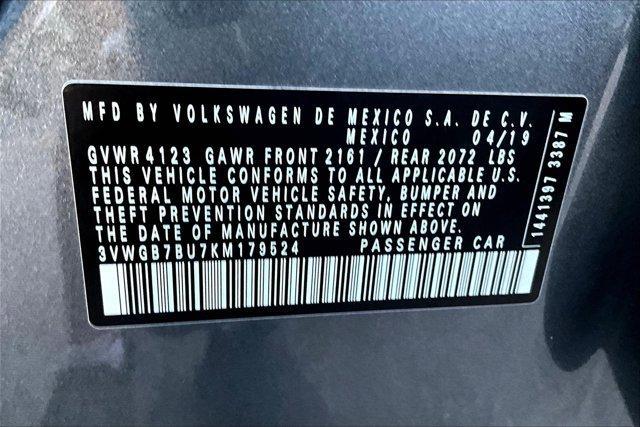 MFD BY VOLKSWAGEN DE MEXICO S.A. DE C.V.
MEXICO 04/19
GVWR 4123 GAWR FRONT 2161 / REAR 2072 LBS
THIS VEHICLE CONFORMS TO ALL APPLICABLE U.S.
FEDERAL MOTOR VEHICLE SAFETY, BUMPER AND
THEFT PREVENTION STANDARDS IN EFFECT ON
THE DATE OF MANUFACTURE SHOWN ABOVE.
3VWGB7BU7KM179524 PASSENGER CAR
1441397 3387 M